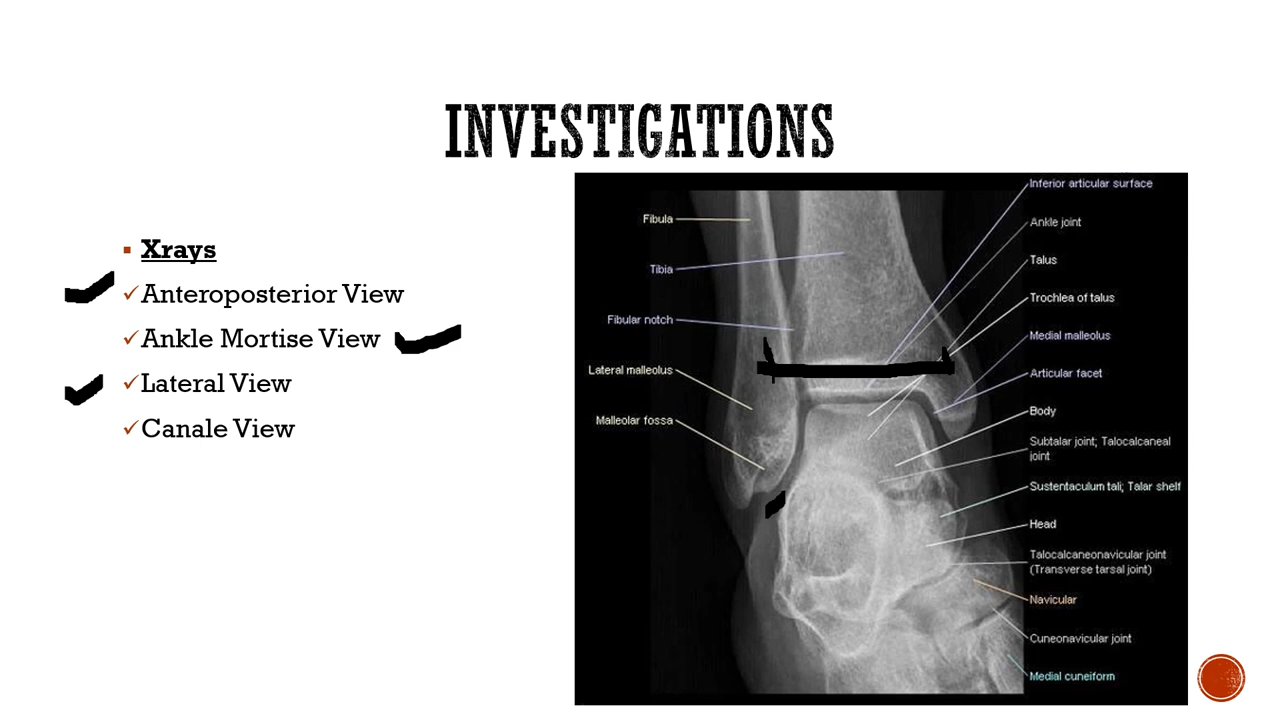 INVESTIGATIONS
Xrays
Anteroposterior View
Ankle Mortise View
Lateral View
Canale View
Fibula
Tibia
Fibular notch
Lateral malleolus
Malleolar fossa
Inferior articular surface
Ankle joint
Talus
Trochlea of talus
Medial malleolus
Articular facet
Body
Subtalar joint; Talocalcaneal
joint
Sustentaculum tali; Talar shelf
Head
Talocalcaneonavicular joint
(Transverse tarsal joint)
Navicular
Cuneonavicular joint
Medial cuneiform